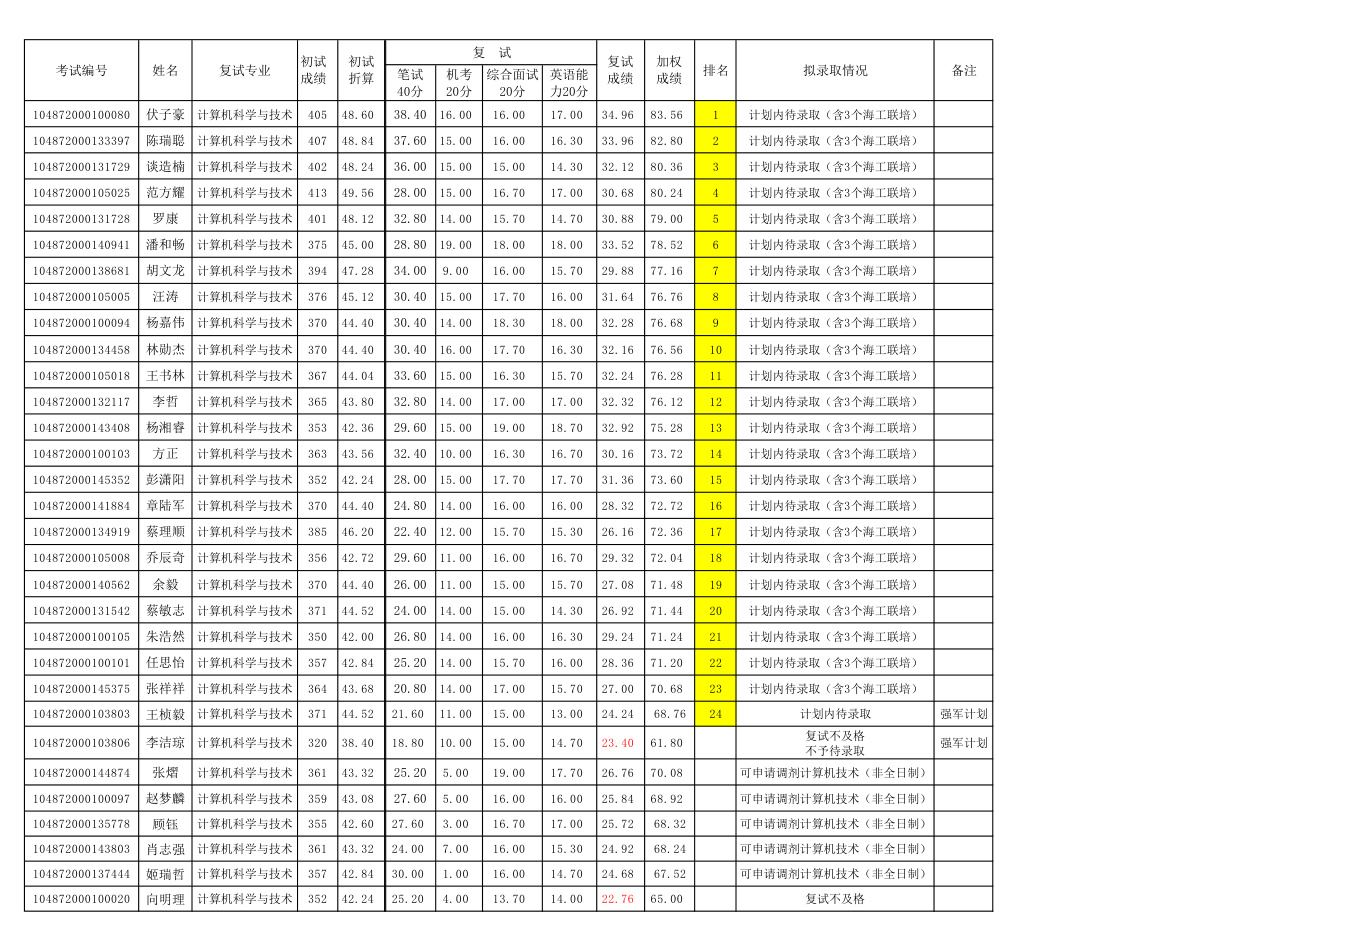 考试编号 姓名 复试专业 初试成绩 初试折算 复 试 复试成绩 加权成绩 排名 拟录取情况 备注
笔试40分 机考20分 综合面试20分 英语能力20分
104872000100080 伏子豪 计算机科学与技术 405 48.60 38.40 16.00 16.00 17.00 34.96 83.56 1 计划内待录取（含3个海工联培）
104872000133397 陈瑞聪 计算机科学与技术 407 48.84 37.60 15.00 16.00 16.30 33.96 82.80 2 计划内待录取（含3个海工联培）
104872000131729 谈造楠 计算机科学与技术 402 48.24 36.00 15.00 15.00 14.30 32.12 80.36 3 计划内待录取（含3个海工联培）
104872000105025 范方耀 计算机科学与技术 413 49.56 28.00 15.00 16.70 17.00 30.68 80.24 4 计划内待录取（含3个海工联培）
104872000131728 罗康 计算机科学与技术 401 48.12 32.80 14.00 15.70 14.70 30.88 79.00 5 计划内待录取（含3个海工联培）
104872000140941 潘和畅 计算机科学与技术 375 45.00 28.80 19.00 18.00 18.00 33.52 78.52 6 计划内待录取（含3个海工联培）
104872000138681 胡文龙 计算机科学与技术 394 47.28 34.00 9.00 16.00 15.70 29.88 77.16 7 计划内待录取（含3个海工联培）
104872000105005 汪涛 计算机科学与技术 376 45.12 30.40 15.00 17.70 16.00 31.64 76.76 8 计划内待录取（含3个海工联培）
104872000100094 杨嘉伟 计算机科学与技术 370 44.40 30.40 14.00 18.30 18.00 32.28 76.68 9 计划内待录取（含3个海工联培）
104872000134458 林勋杰 计算机科学与技术 370 44.40 30.40 16.00 17.70 16.30 32.16 76.56 10 计划内待录取（含3个海工联培）
104872000105018 王书林 计算机科学与技术 367 44.04 33.60 15.00 16.30 15.70 32.24 76.28 11 计划内待录取（含3个海工联培）
104872000132117 李哲 计算机科学与技术 365 43.80 32.80 14.00 17.00 17.00 32.32 76.12 12 计划内待录取（含3个海工联培）
104872000143408 杨湘睿 计算机科学与技术 353 42.36 29.60 15.00 19.00 18.70 32.92 75.28 13 计划内待录取（含3个海工联培）
104872000100103 方正 计算机科学与技术 363 43.56 32.40 10.00 16.30 16.70 30.16 73.72 14 计划内待录取（含3个海工联培）
104872000145352 彭潇阳 计算机科学与技术 352 42.24 28.00 15.00 17.70 17.70 31.36 73.60 15 计划内待录取（含3个海工联培）
104872000141884 章陆军 计算机科学与技术 370 44.40 24.80 14.00 16.00 16.00 28.32 72.72 16 计划内待录取（含3个海工联培）
104872000134919 蔡理顺 计算机科学与技术 385 46.20 22.40 12.00 15.70 15.30 26.16 72.36 17 计划内待录取（含3个海工联培）
104872000105008 乔辰奇 计算机科学与技术 356 42.72 29.60 11.00 16.00 16.70 29.32 72.04 18 计划内待录取（含3个海工联培）
104872000140562 余毅 计算机科学与技术 370 44.40 26.00 11.00 15.00 15.70 27.08 71.48 19 计划内待录取（含3个海工联培）
104872000131542 蔡敏志 计算机科学与技术 371 44.52 24.00 14.00 15.00 14.30 26.92 71.44 20 计划内待录取（含3个海工联培）
104872000100105 朱浩然 计算机科学与技术 350 42.00 26.80 14.00 16.00 16.30 29.24 71.24 21 计划内待录取（含3个海工联培）
104872000100101 任思怡 计算机科学与技术 357 42.84 25.20 14.00 15.70 16.00 28.36 71.20 22 计划内待录取（含3个海工联培）
104872000145375 张祥祥 计算机科学与技术 364 43.68 20.80 14.00 17.00 15.70 27.00 70.68 23 计划内待录取（含3个海工联培）
104872000103803 王桢毅 计算机科学与技术 371 44.52 21.60 11.00 15.00 13.00 24.24 68.76 24 计划内待录取 强军计划
104872000103806 李洁琼 计算机科学与技术 320 38.40 18.80 10.00 15.00 14.70 23.40 61.80 复试不及格 不予待录取 强军计划
104872000144874 张熠 计算机科学与技术 361 43.32 25.20 5.00 19.00 17.70 26.76 70.08 可申请调剂计算机技术（非全日制）
104872000100097 赵梦麟 计算机科学与技术 359 43.08 27.60 5.00 16.00 16.00 25.84 68.92 可申请调剂计算机技术（非全日制）
104872000135778 顾钰 计算机科学与技术 355 42.60 27.60 3.00 16.70 17.00 25.72 68.32 可申请调剂计算机技术（非全日制）
104872000143803 肖志强 计算机科学与技术 361 43.32 24.00 7.00 16.00 15.30 24.92 68.24 可申请调剂计算机技术（非全日制）
104872000137444 姬瑞哲 计算机科学与技术 357 42.84 30.00 1.00 16.00 14.70 24.68 67.52 可申请调剂计算机技术（非全日制）
104872000100020 向明理 计算机科学与技术 352 42.24 25.20 4.00 13.70 14.00 22.76 65.00 复试不及格